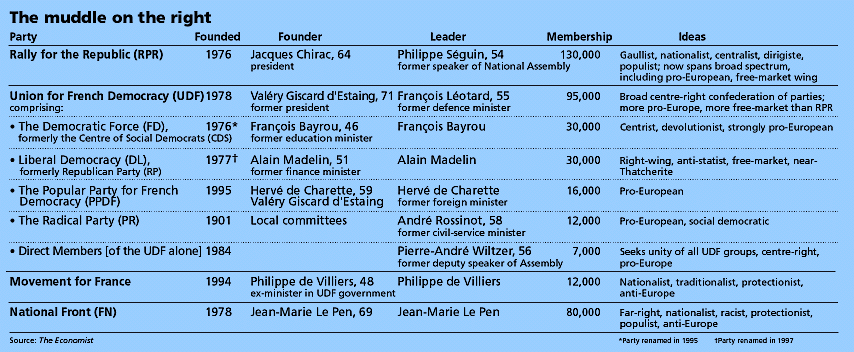 The muddle on the right
Party Founded Founder Leader Membership Ideas
Rally for the Republic (RPR) 1976 Jacques Chirac, 64 Philippe Séguin, 54 130,000 Gaullist, nationalist, centralist, dirigiste,
president former speaker of National Assembly populist; now spans broad spectrum,
including pro-European, free-market wing
Union for French Democracy (UDF) 1978 Valéry Giscard d'Estaing, 71 François Léotard, 55 95,000 Broad centre-right confederation of parties;
comprising: former president former defence minister more pro-Europe, more free-market than RPR
• The Democratic Force (FD), 1976* François Bayrou, 46 François Bayrou 30,000 Centrist, devolutionist, strongly pro-European
formerly the Centre of Social Democrats (CDS) former education minister
• Liberal Democracy (DL), 1977† Alain Madelin, 51 Alain Madelin 30,000 Right-wing, anti-statist, free-market, near-
formerly Republican Party (RP) former finance minister Thatcherite
• The Popular Party for French 1995 Hervé de Charette, 59 Hervé de Charette 16,000 Pro-European
Democracy (PPDF) Valéry Giscard d'Estaing former foreign minister
• The Radical Party (PR) 1901 Local committees André Rossinot, 58 12,000 Pro-European, social democratic
former civil-service minister
• Direct Members [of the UDF alone] 1984 Pierre-André Wiltzer, 56 7,000 Seeks unity of all UDF groups, centre-right,
former deputy speaker of Assembly pro-Europe
Movement for France 1994 Philippe de Villiers, 48 Philippe de Villiers 12,000 Nationalist, traditionalist, protectionist,
ex-minister in UDF government anti-Europe
National Front (FN) 1978 Jean-Marie Le Pen, 69 Jean-Marie Le Pen 80,000 Far-right, nationalist, racist, protectionist,
populist, anti-Europe
Source: The Economist *Party renamed in 1995 †Party renamed in 1997